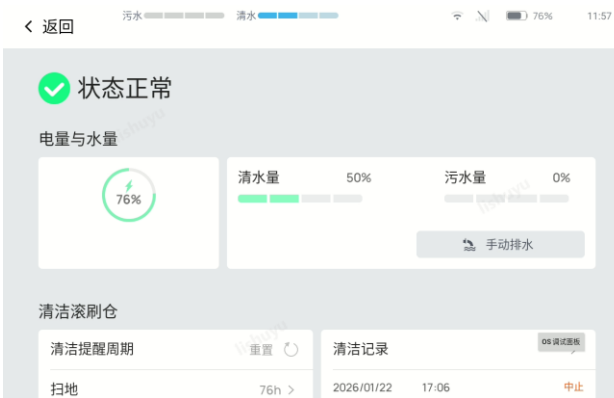 污水 清水 76% 11:57
返回
状态正常
lishuyu
电量与水量
76%
清水量 50% 污水量 0%
lishuyu
手动排水
清洁滚刷仓
lishuyu
清洁提醒周期 重置 清洁记录 OS 调试面板
扫地 76h 2026/01/22 17:06 中止